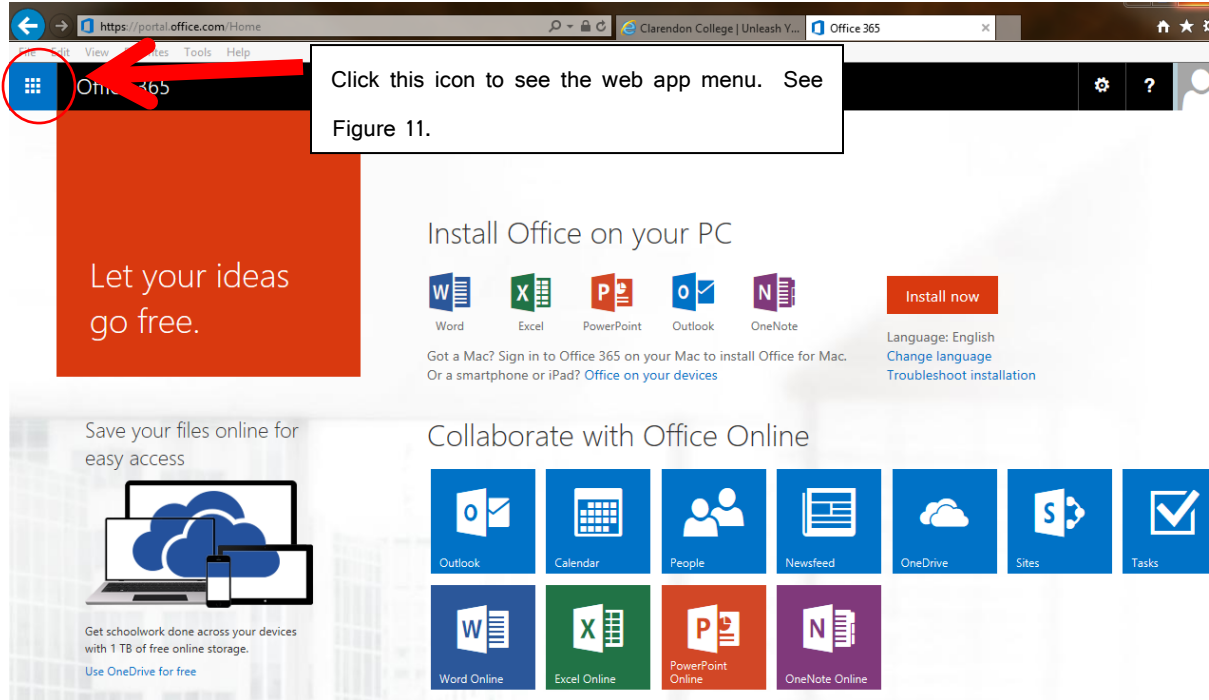 https://portal.office.com/Home
Clarendon College | Unleash Y...
Office 365
File Edit View Favorites Tools Help
Office 365
?
Click this icon to see the web app menu. See
Figure 11.
Let your ideas
go free.
Install Office on your PC
Word Excel PowerPoint Outlook OneNote
Install now
Got a Mac? Sign in to Office 365 on your Mac to install Office for Mac.
Or a smartphone or iPad? Office on your devices
Language: English
Change language
Troubleshoot installation
Save your files online for
easy access
Get schoolwork done across your devices
with 1 TB of free online storage.
Use OneDrive for free
Collaborate with Office Online
Outlook Calendar People Newsfeed OneDrive Sites Tasks
Word Online Excel Online PowerPoint
Online OneNote Online